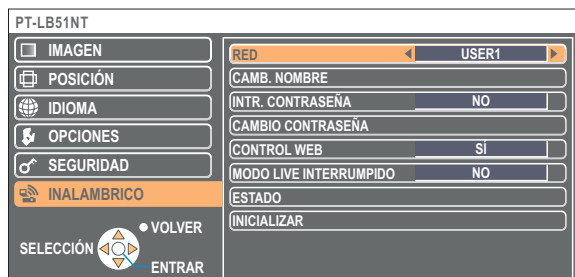 PT-LB51NT
IMAGEN
POSICIÓN
IDIOMA
OPCIONES
SEGURIDAD
INALAMBRICO
VOLVER
SELECCIÓN
ENTRAR
RED USER1
CAMB. NOMBRE
INTR. CONTRASEÑA NO
CAMBIO CONTRASEÑA
CONTROL WEB SÍ
MODO LIVE INTERRUMPIDO NO
ESTADO
INICIALIZAR